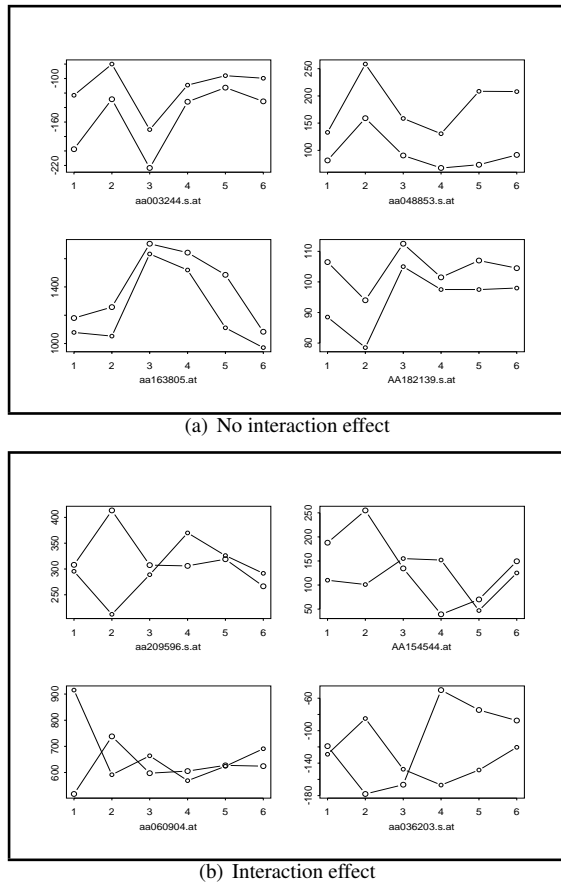 -220 -160 -100
1 2 3 4 5 6
aa003244.s.at
100 150 200 250
1 2 3 4 5 6
aa048853.s.at
1000 1400
1 2 3 4 5 6
aa163805.at
80 90 100 110
1 2 3 4 5 6
AA182139.s.at
(a) No interaction effect
250 300 350 400
1 2 3 4 5 6
aa209596.s.at
50 100 150 200 250
1 2 3 4 5 6
AA154544.at
600 700 800 900
1 2 3 4 5 6
aa060904.at
-180 -140 -100 -60
1 2 3 4 5 6
aa036203.s.at
(b) Interaction effect